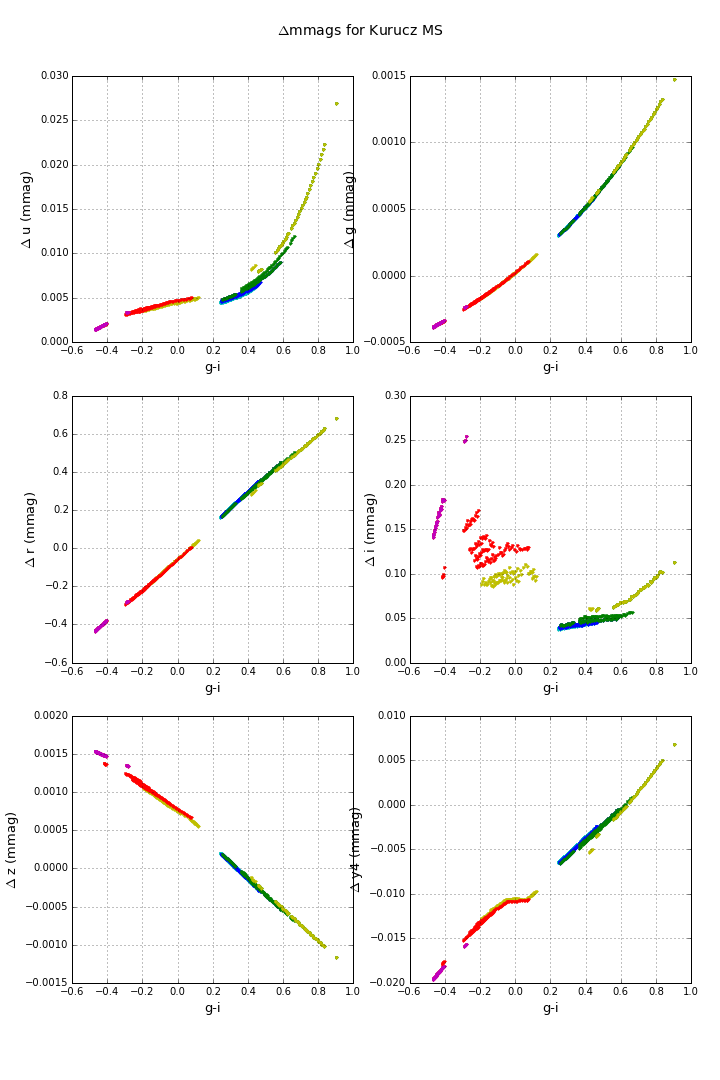 Δmmags for Kurucz MS
0.030
0.025
0.020
0.015
0.010
0.005
0.000
Δ u (mmag)
−0.6 −0.4 −0.2 0.0 0.2 0.4 0.6 0.8 1.0
g-i
0.0015
0.0010
0.0005
0.0000
−0.0005
Δ g (mmag)
−0.6 −0.4 −0.2 0.0 0.2 0.4 0.6 0.8 1.0
g-i
0.8
0.6
0.4
0.2
0.0
−0.2
−0.4
−0.6
Δ r (mmag)
−0.6 −0.4 −0.2 0.0 0.2 0.4 0.6 0.8 1.0
g-i
0.30
0.25
0.20
0.15
0.10
0.05
0.00
Δ i (mmag)
−0.6 −0.4 −0.2 0.0 0.2 0.4 0.6 0.8 1.0
g-i
0.0020
0.0015
0.0010
0.0005
0.0000
−0.0005
−0.0010
−0.0015
Δ z (mmag)
−0.6 −0.4 −0.2 0.0 0.2 0.4 0.6 0.8 1.0
g-i
0.010
0.005
0.000
−0.005
−0.010
−0.015
−0.020
Δ y4 (mmag)
−0.6 −0.4 −0.2 0.0 0.2 0.4 0.6 0.8 1.0
g-i